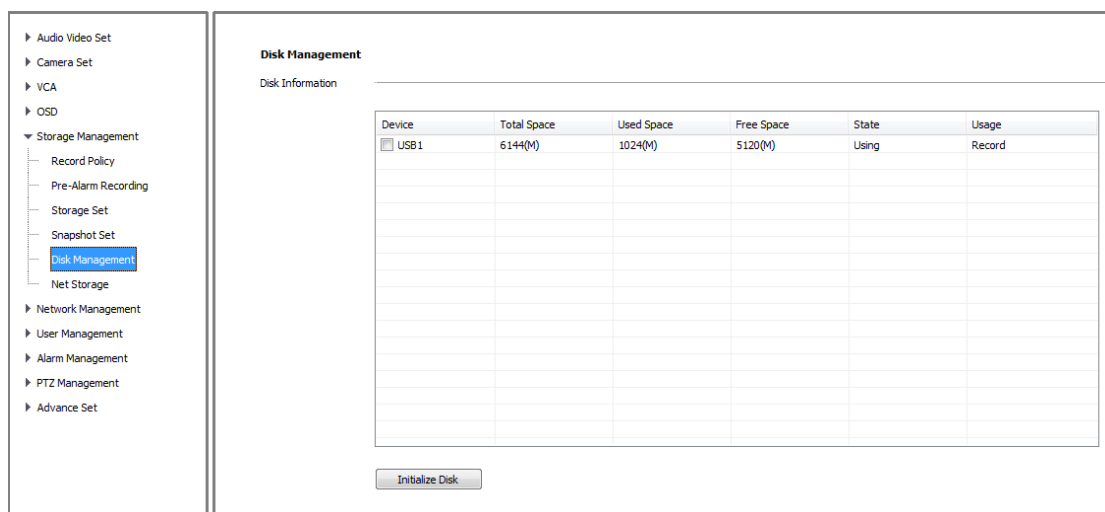 Audio Video Set
Camera Set
VCA
OSD
Storage Management
Record Policy
Pre-Alarm Recording
Storage Set
Snapshot Set
Disk Management
Net Storage
Network Management
User Management
Alarm Management
PTZ Management
Advance Set
Disk Management
Disk Information
Device Total Space Used Space Free Space State Usage
USB1 6144(M) 1024(M) 5120(M) Using Record
Initialize Disk